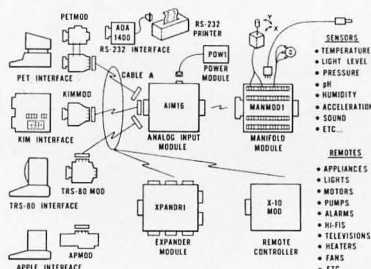 PETMOD
ADA
1400
RS-232
PRINTER
RS-232 INTERFACE
CABLE A
POW1
POWER
MODULE
PET INTERFACE
KIMMOD
AIM16
ANALOG INPUT
MODULE
MANMOD1
MANIFOLD
MODULE
KIM INTERFACE
TRS-80 MOD
TRS-80 INTERFACE
XPANDR1
EXPANDER
MODULE
X-10
MOD
REMOTE
CONTROLLER
APMOD
APPLE INTERFACE
Y
X
SENSORS
• TEMPERATURE
• LIGHT LEVEL
• PRESSURE
• pH
• HUMIDITY
• ACCELERATION
• SOUND
• ETC...
REMOTES
• APPLIANCES
• LIGHTS
• MOTORS
• PUMPS
• ALARMS
• HI-FIS
• TELEVISIONS
• HEATERS
• FANS
• ETC